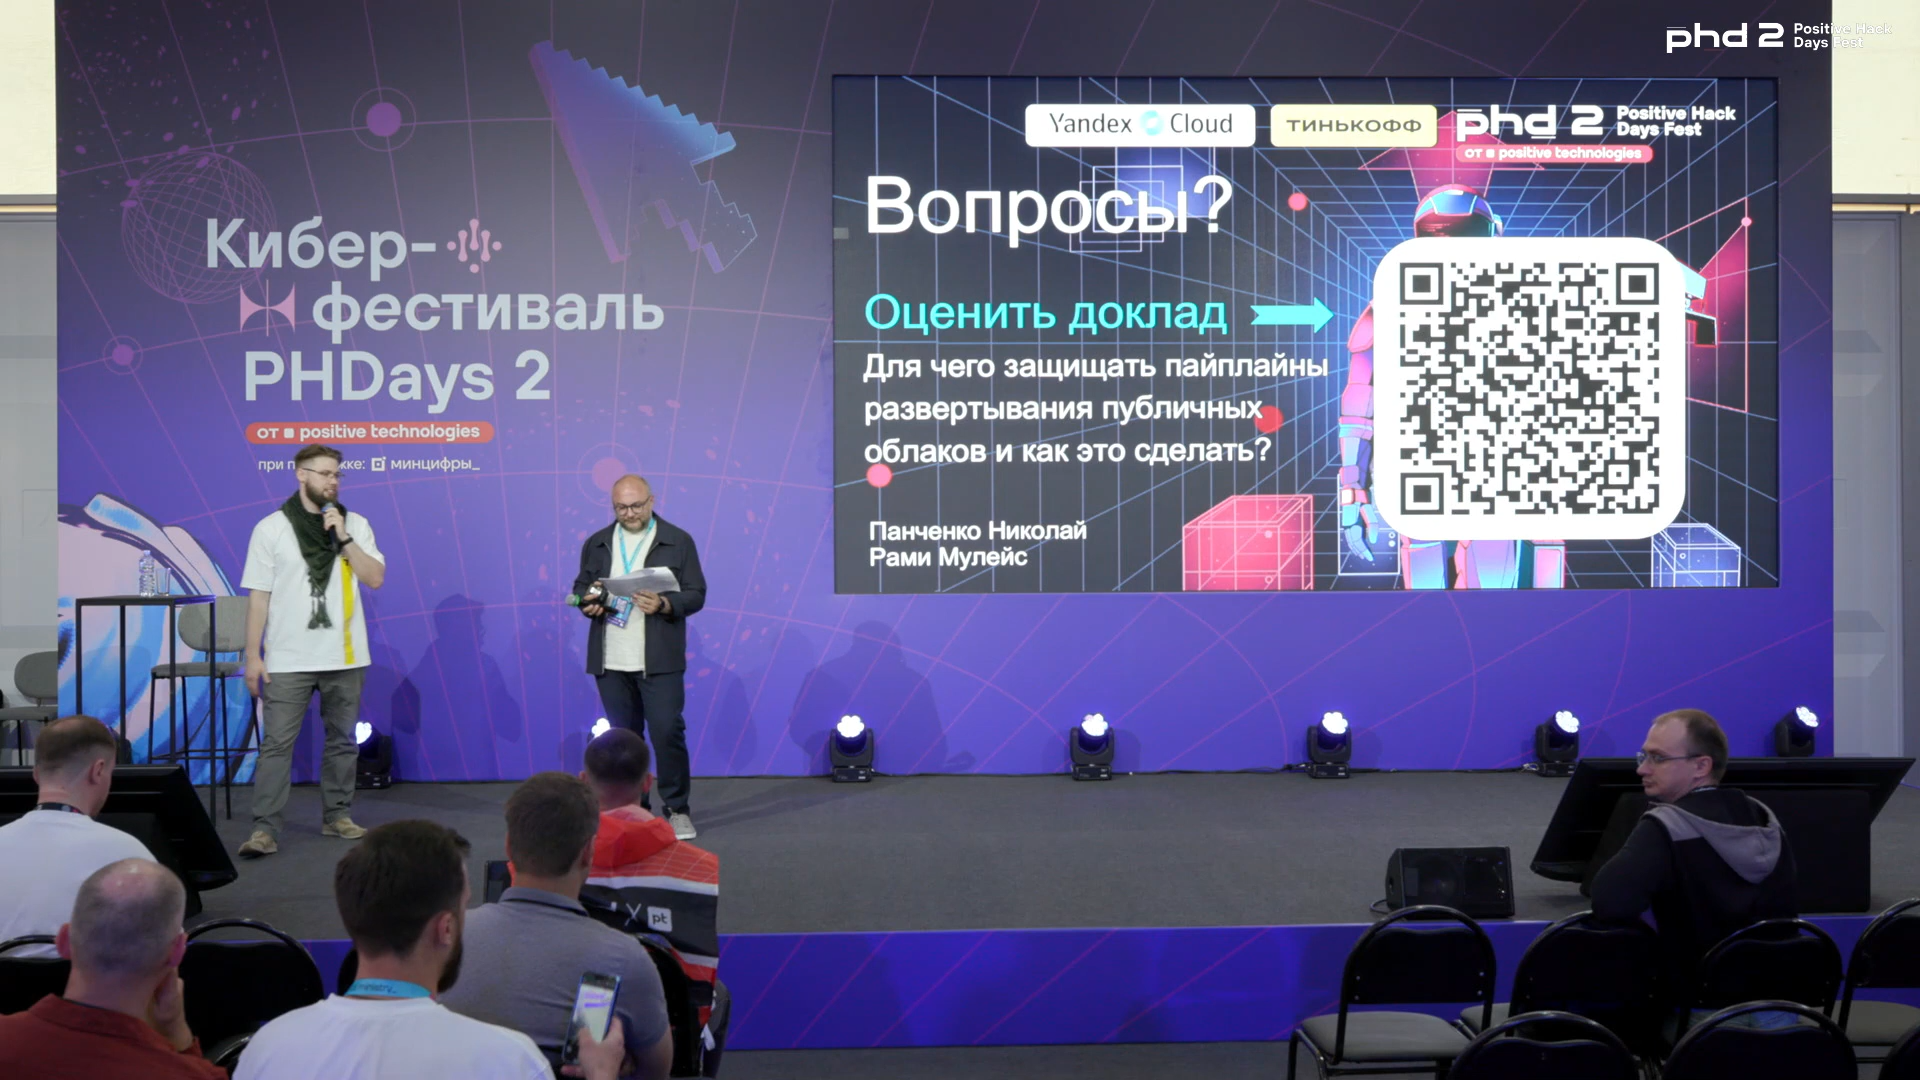 phd 2 Positive Hack
Days Fest
Кибер-
фестиваль
PHDays 2
от positive technologies
при минцифры_
Yandex Cloud
ТИНЬКОФФ
phd 2 Positive Hack
Days Fest
от positive technologies
Вопросы?
Оценить доклад
Для чего защищать пайплайны
развертывания публичных
облаков и как это сделать?
Панченко Николай
Рами Мулейс
pt